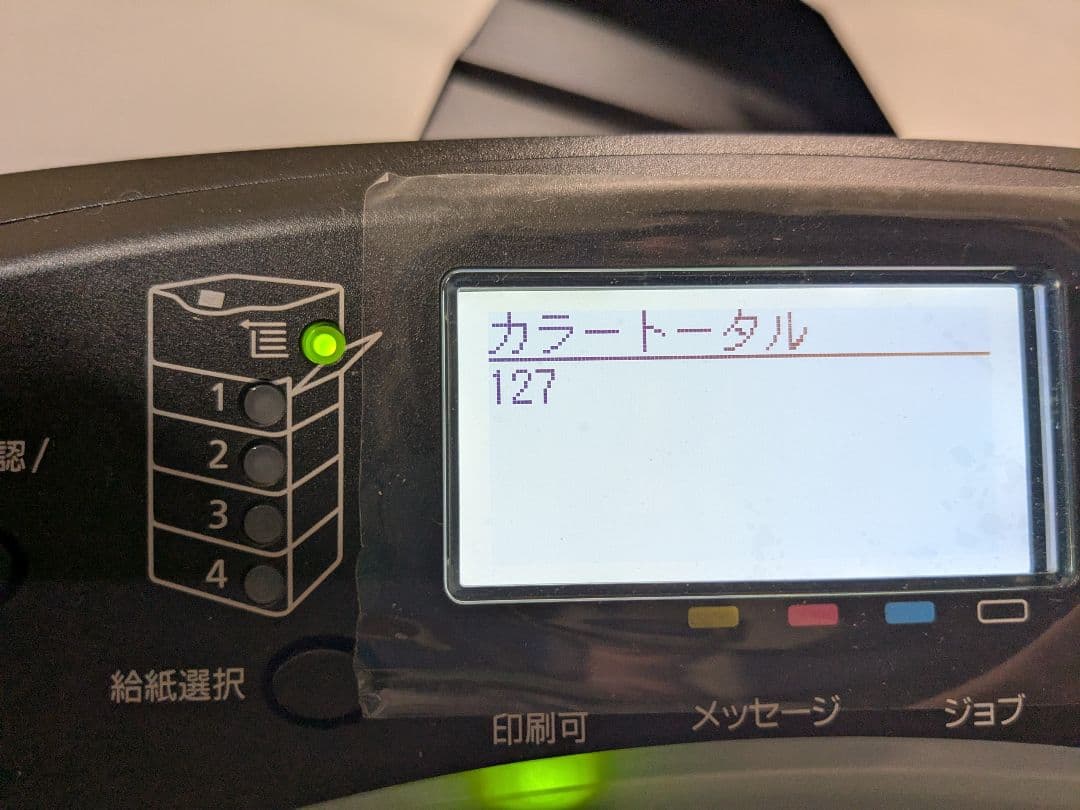 カラートータル
127
1
2
3
4
認/
給紙選択
印刷可
メッセージ
ジョブ